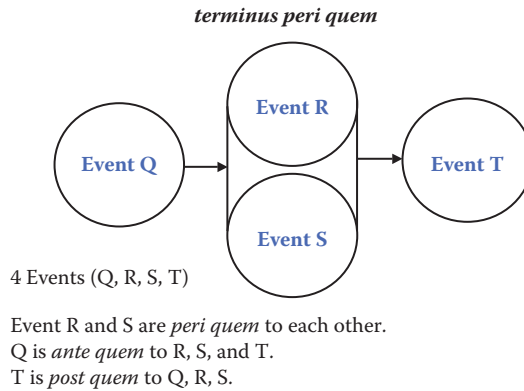 terminus peri quem
Event R
Event Q
Event T
Event S
4 Events (Q, R, S, T)
Event R and S are peri quem to each other.
Q is ante quem to R, S, and T.
T is post quem to Q, R, S.